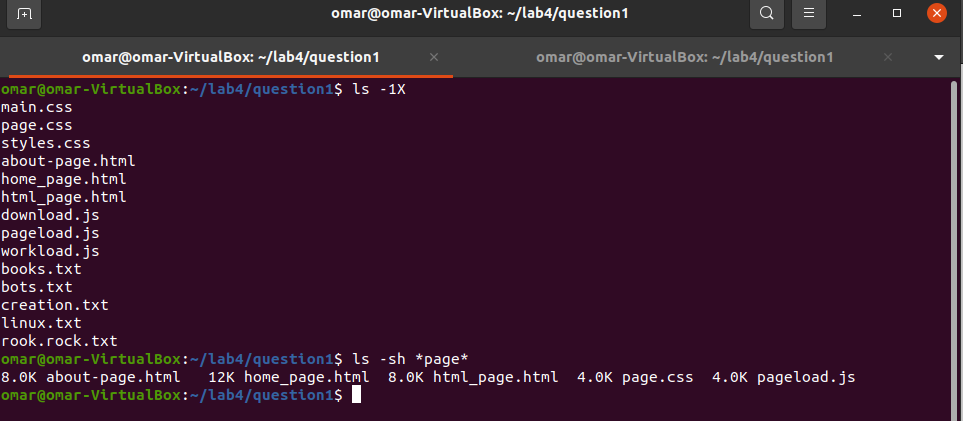 omar@omar-VirtualBox: ~/lab4/question1
omar@omar-VirtualBox: ~/lab4/question1 × omar@omar-VirtualBox: ~/lab4/question1 ×
omar@omar-VirtualBox:~/lab4/question1$ ls -1X
main.css
page.css
styles.css
about-page.html
home_page.html
html_page.html
download.js
pageload.js
workload.js
books.txt
bots.txt
creation.txt
linux.txt
rook.rock.txt
omar@omar-VirtualBox:~/lab4/question1$ ls -sh *page*
8.0K about-page.html   12K home_page.html  8.0K html_page.html  4.0K page.css  4.0K pageload.js
omar@omar-VirtualBox:~/lab4/question1$